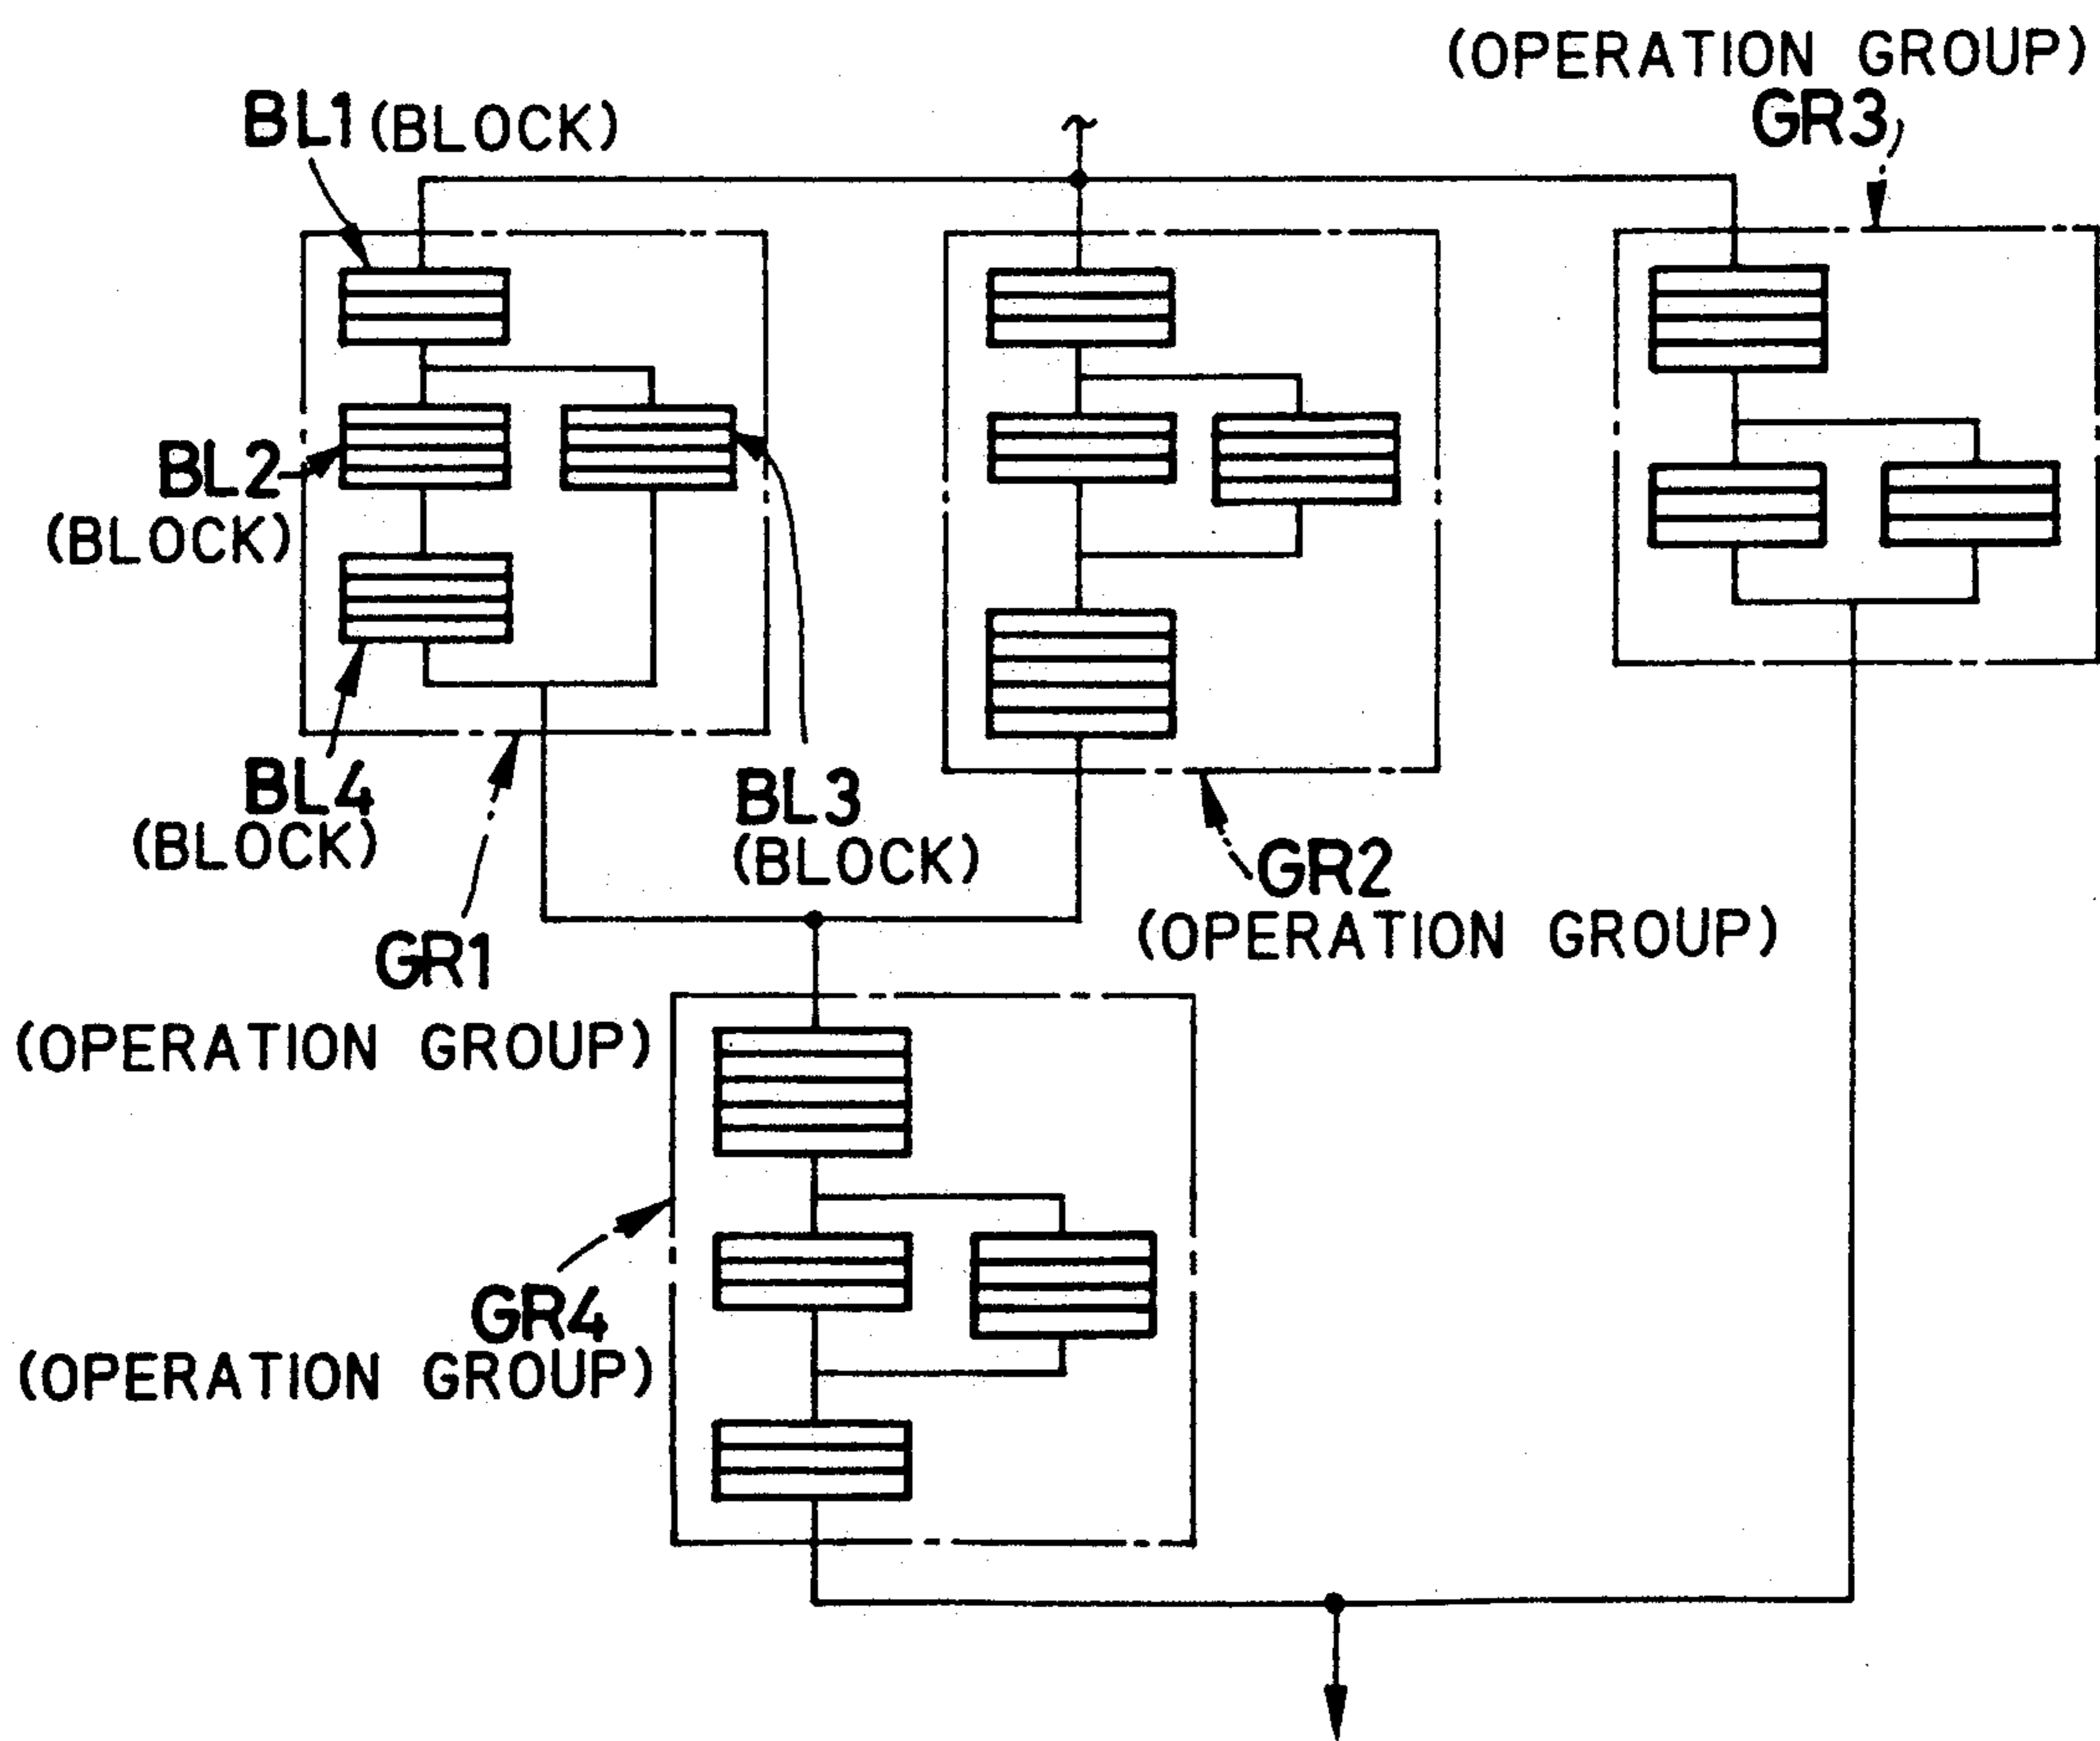 (OPERATION GROUP)
GR3
BL1 (BLOCK)
BL2
(BLOCK)
BL4
(BLOCK)
BL3
(BLOCK)
GR2
(OPERATION GROUP)
GR1
(OPERATION GROUP)
GR4
(OPERATION GROUP)